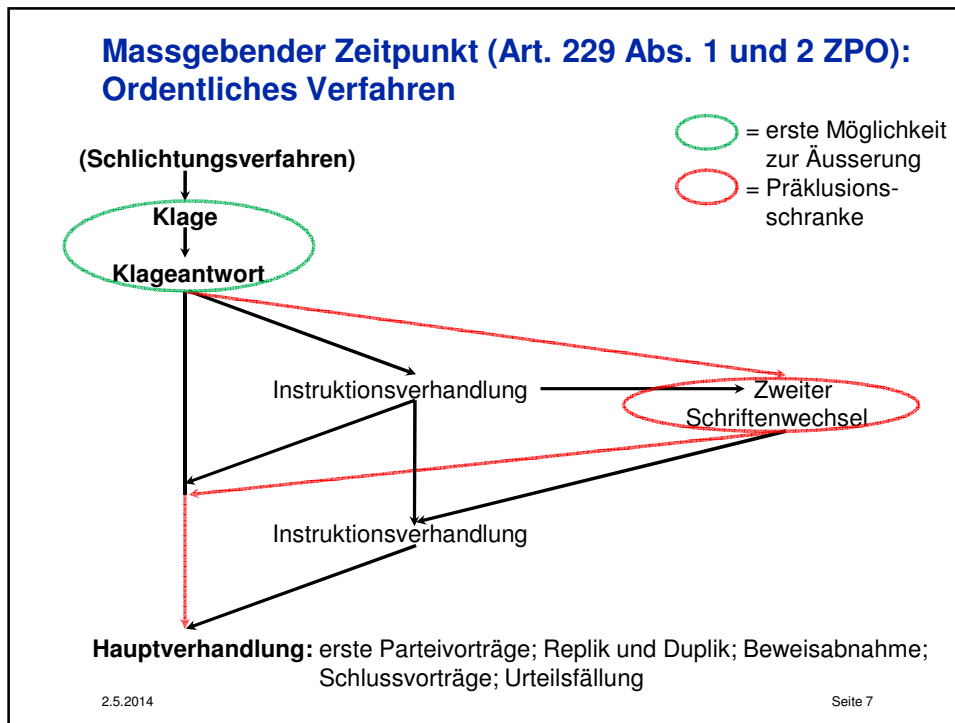 Massgebender Zeitpunkt (Art. 229 Abs. 1 und 2 ZPO):
Ordentliches Verfahren
= erste Möglichkeit
zur Äusserung
= Präklusions-
schranke
(Schlichtungsverfahren)
Klage
Klageantwort
Instruktionsverhandlung
Zweiter
Schriftenwechsel
Instruktionsverhandlung
Hauptverhandlung: erste Parteivorträge; Replik und Duplik; Beweisabnahme;
Schlussvorträge; Urteilsfällung
2.5.2014
Seite 7